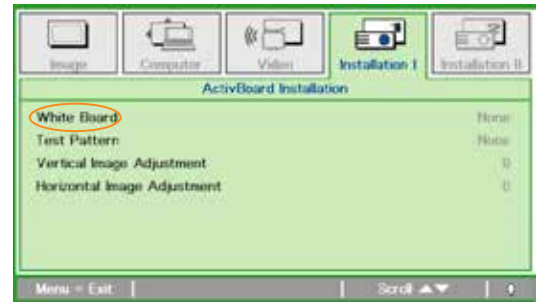 Image Computer Video Installation I Installation II
ActivBoard Installation
White Board None
Test Pattern None
Vertical Image Adjustment 0
Horizontal Image Adjustment 0
Menu = Exit Scroll ▲▼ 0